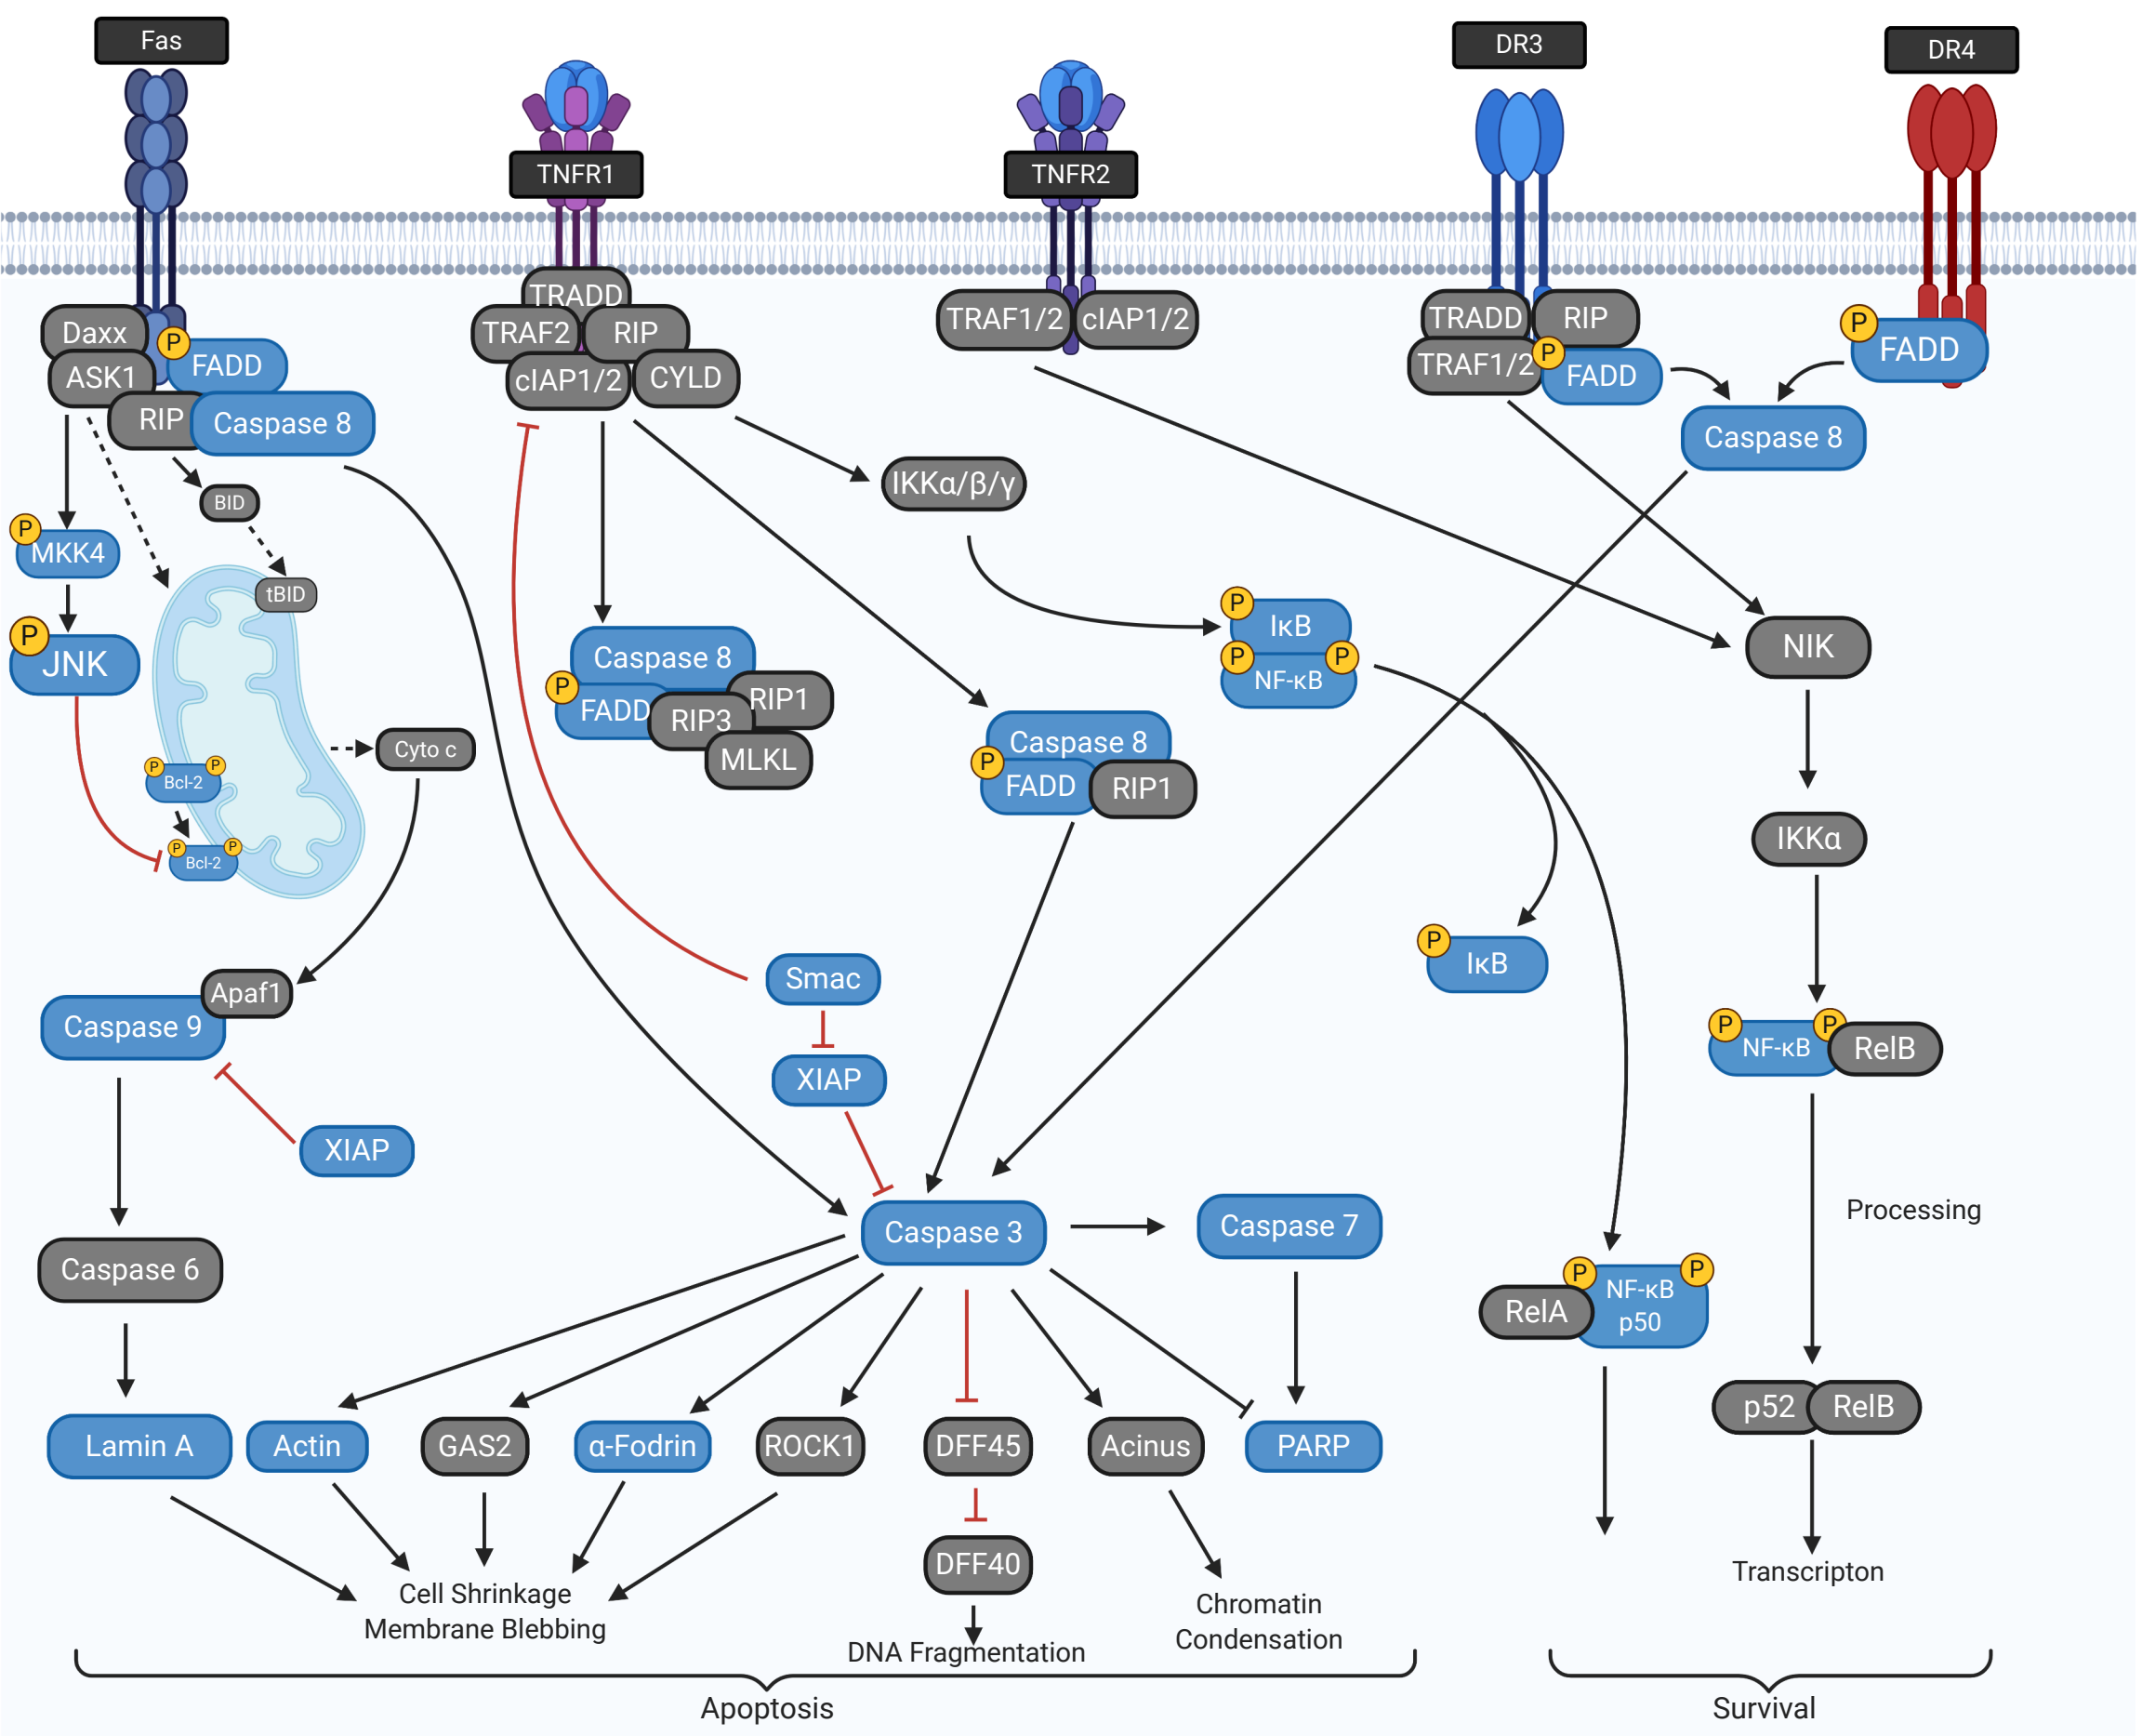 Fas
TNFR1
TNFR2
DR3
DR4
Daxx
ASK1
P
FADD
RIP
Caspase 8
TRADD
TRAF2
RIP
cIAP1/2
CYLD
TRAF1/2
cIAP1/2
TRADD
RIP
TRAF1/2
P
FADD
P
FADD
Caspase 8
BID
tBID
P
MKK4
P
JNK
IKKα/β/γ
P
IκB
P
P
NF-κB
NIK
Caspase 8
P
FADD
RIP3
RIP1
MLKL
Caspase 8
P
FADD
RIP1
Cyto c
P
P
Bcl-2
P
P
Bcl-2
IKKα
P
IκB
Smac
XIAP
Apaf1
Caspase 9
XIAP
P
P
NF-κB
RelB
Processing
Caspase 6
Caspase 3
Caspase 7
P
P
RelA
NF-κB
p50
p52
RelB
Lamin A
Actin
GAS2
α-Fodrin
ROCK1
DFF45
Acinus
PARP
DFF40
Cell Shrinkage
Membrane Blebbing
DNA Fragmentation
Chromatin
Condensation
Transcripton
Apoptosis
Survival